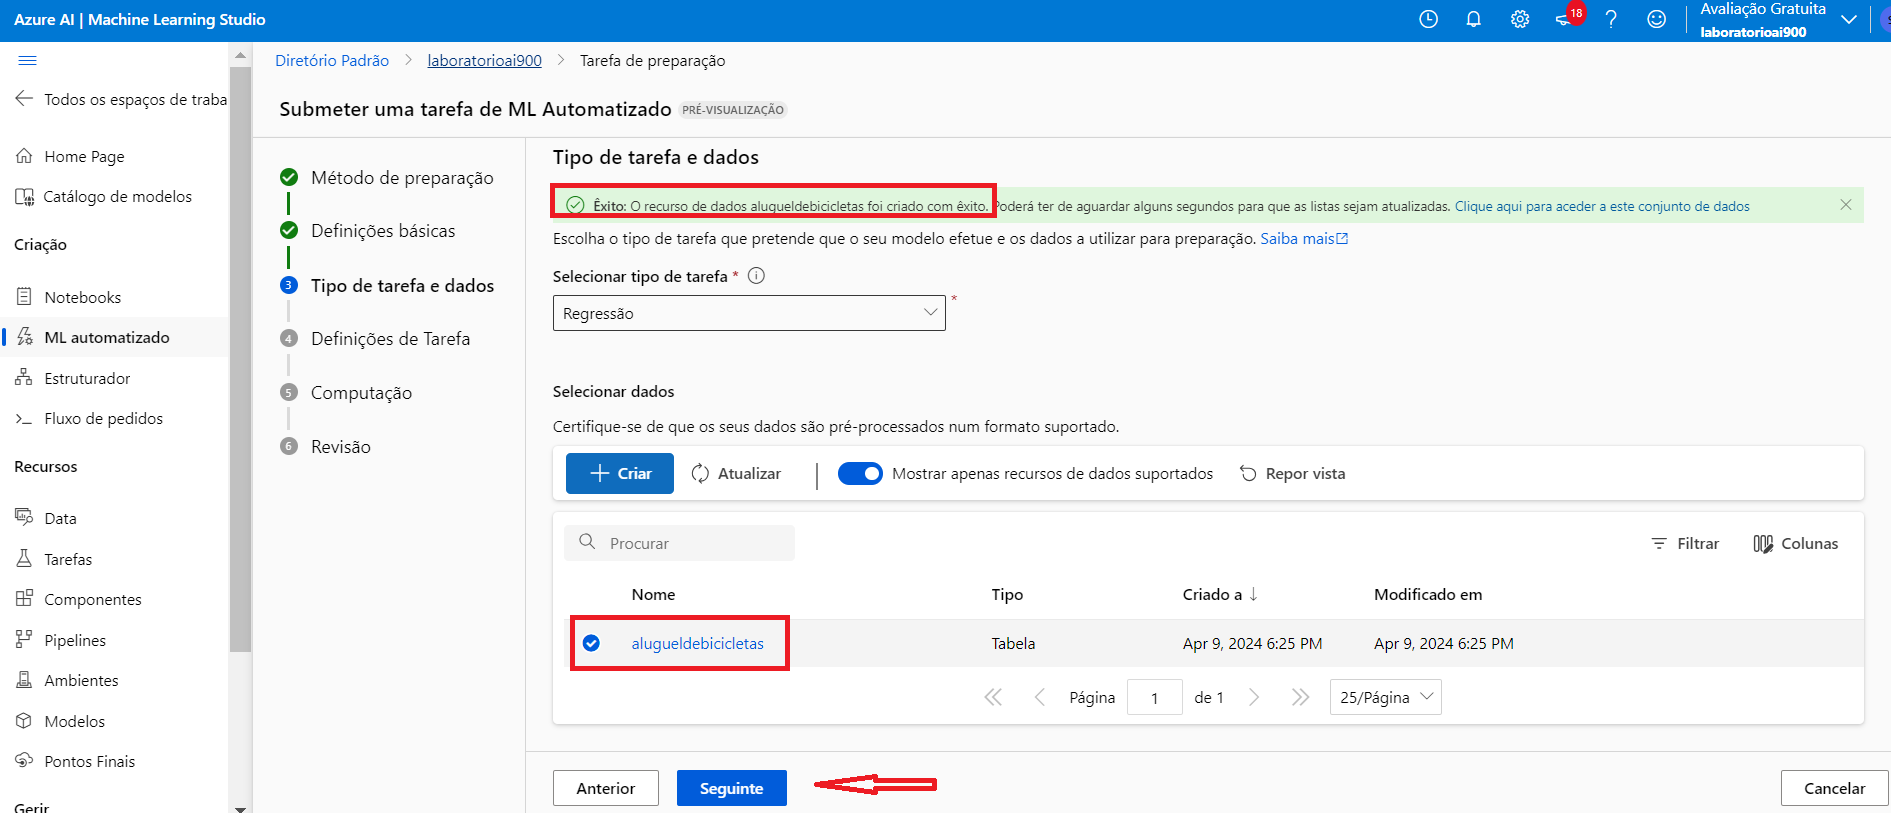 Azure AI | Machine Learning Studio
18
Avaliação Gratuita
laboratorioai900
Todos os espaços de traba
Home Page
Catálogo de modelos
Criação
Notebooks
ML automatizado
Estruturador
Fluxo de pedidos
Recursos
Data
Tarefas
Componentes
Pipelines
Ambientes
Modelos
Pontos Finais
Gerir
Diretório Padrão > laboratorioai900 > Tarefa de preparação
Submeter uma tarefa de ML Automatizado PRÉ-VISUALIZAÇÃO
Método de preparação
Definições básicas
3 Tipo de tarefa e dados
4 Definições de Tarefa
5 Computação
6 Revisão
Tipo de tarefa e dados
Êxito: O recurso de dados alugueldebicicletas foi criado com êxito. Poderá ter de aguardar alguns segundos para que as listas sejam atualizadas. Clique aqui para aceder a este conjunto de dados
Escolha o tipo de tarefa que pretende que o seu modelo efetue e os dados a utilizar para preparação. Saiba mais
Selecionar tipo de tarefa *
Regressão *
Selecionar dados
Certifique-se de que os seus dados são pré-processados num formato suportado.
Criar Atualizar | Mostrar apenas recursos de dados suportados Repor vista
Procurar Filtrar Colunas
Nome Tipo Criado a ↓ Modificado em
alugueldebicicletas Tabela Apr 9, 2024 6:25 PM Apr 9, 2024 6:25 PM
Página 1 de 1 25/Página
Anterior Seguinte Cancelar